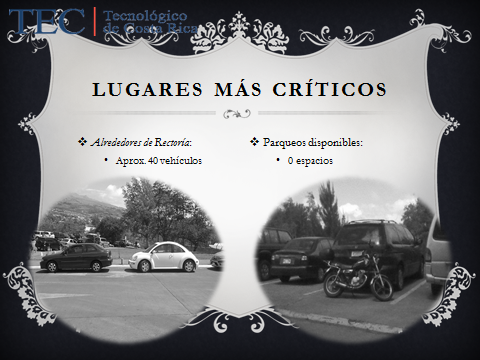 TEC Tecnológico
de Costa Rica
LUGARES MÁS CRÍTICOS
Alrededores de Rectoría:
Aprox. 40 vehículos
Parqueos disponibles:
0 espacios